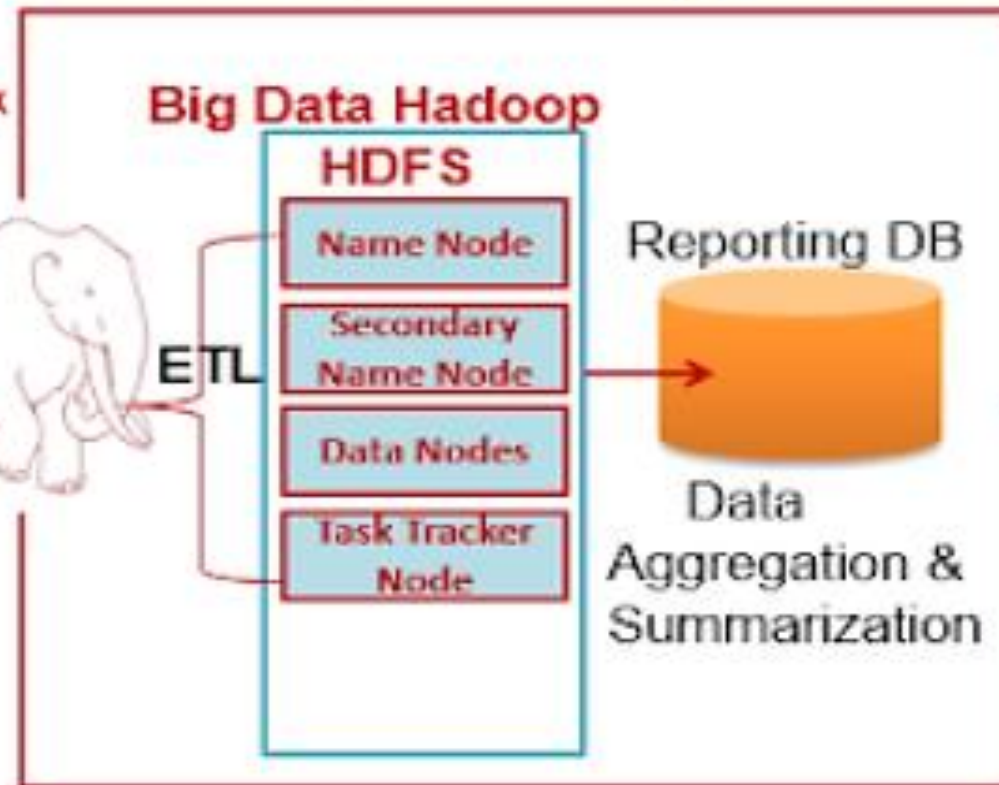 Big Data Hadoop
HDFS
Name Node
Secondary
Name Node
Data Nodes
Task Tracker
Node
ETL
Reporting DB
Data
Aggregation &
Summarization